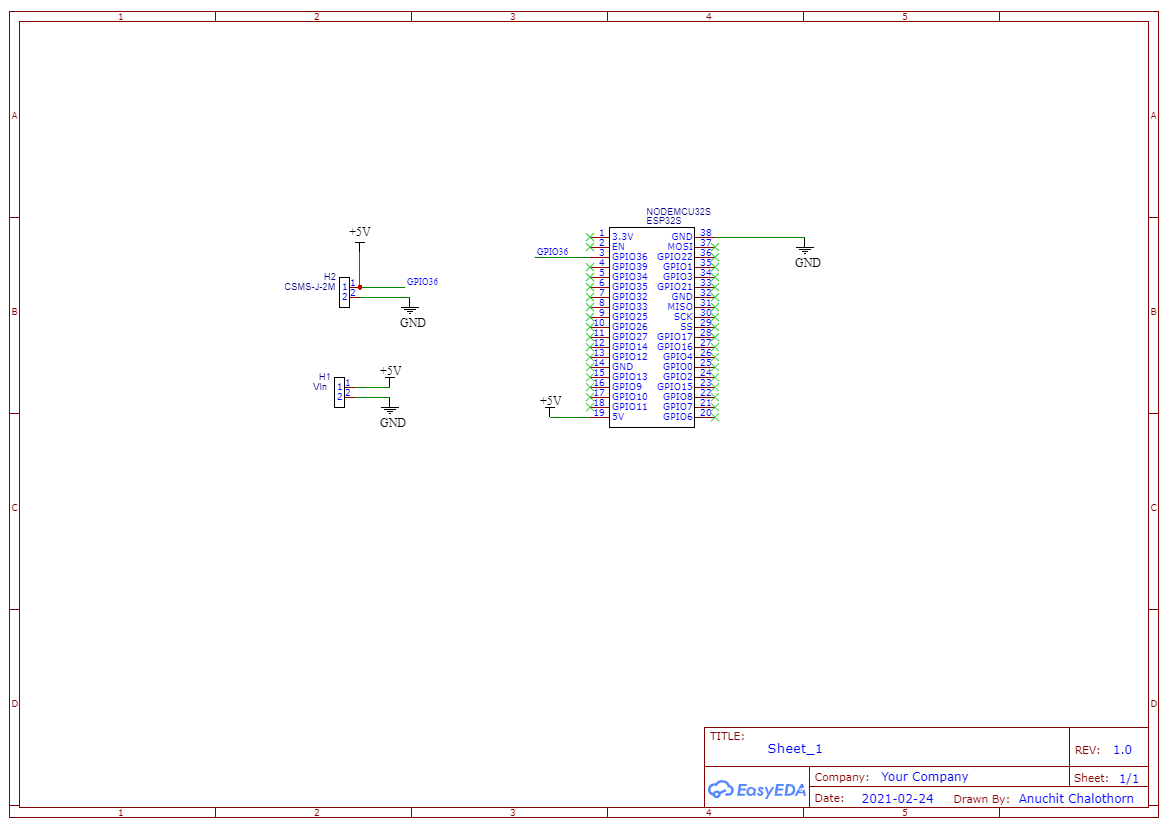 1 2 3 4 5
A A
B B
C C
D D
+5V
H2
CSMS-J-2M
1 1
2 2
GPIO36
GND
H1
Vin
1 1
2 2
+5V
GND
NODEMCU32S
ESP32S
GPIO36
+5V
GND
1 3.3V GND 38
2 EN MOSI 37
3 GPIO36 GPIO22 36
4 GPIO39 GPIO1 35
5 GPIO34 GPIO3 34
6 GPIO35 GPIO21 33
7 GPIO32 GND 32
8 GPIO33 MISO 31
9 GPIO25 SCK 30
10 GPIO26 SS 29
11 GPIO27 GPIO17 28
12 GPIO14 GPIO16 27
13 GPIO12 GPIO4 26
14 GND GPIO0 25
15 GPIO13 GPIO2 24
16 GPIO9 GPIO15 23
17 GPIO10 GPIO8 22
18 GPIO11 GPIO7 21
19 5V GPIO6 20
TITLE:
Sheet_1
REV: 1.0
EasyEDA
Company: Your Company
Sheet: 1/1
Date: 2021-02-24 Drawn By: Anuchit Chalothorn
1 2 3 4 5